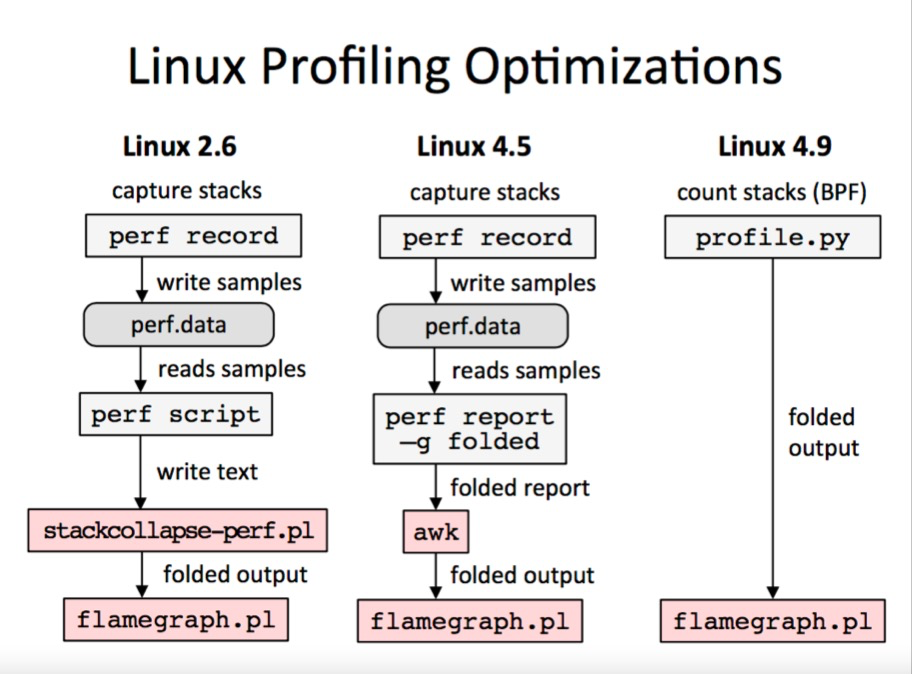 Linux Profiling Optimizations
Linux 2.6
capture stacks
perf record
write samples
perf.data
reads samples
perf script
write text
stackcollapse-perf.pl
folded output
flamegraph.pl
Linux 4.5
capture stacks
perf record
write samples
perf.data
reads samples
perf report
–g folded
folded report
awk
folded output
flamegraph.pl
Linux 4.9
count stacks (BPF)
profile.py
folded
output
flamegraph.pl